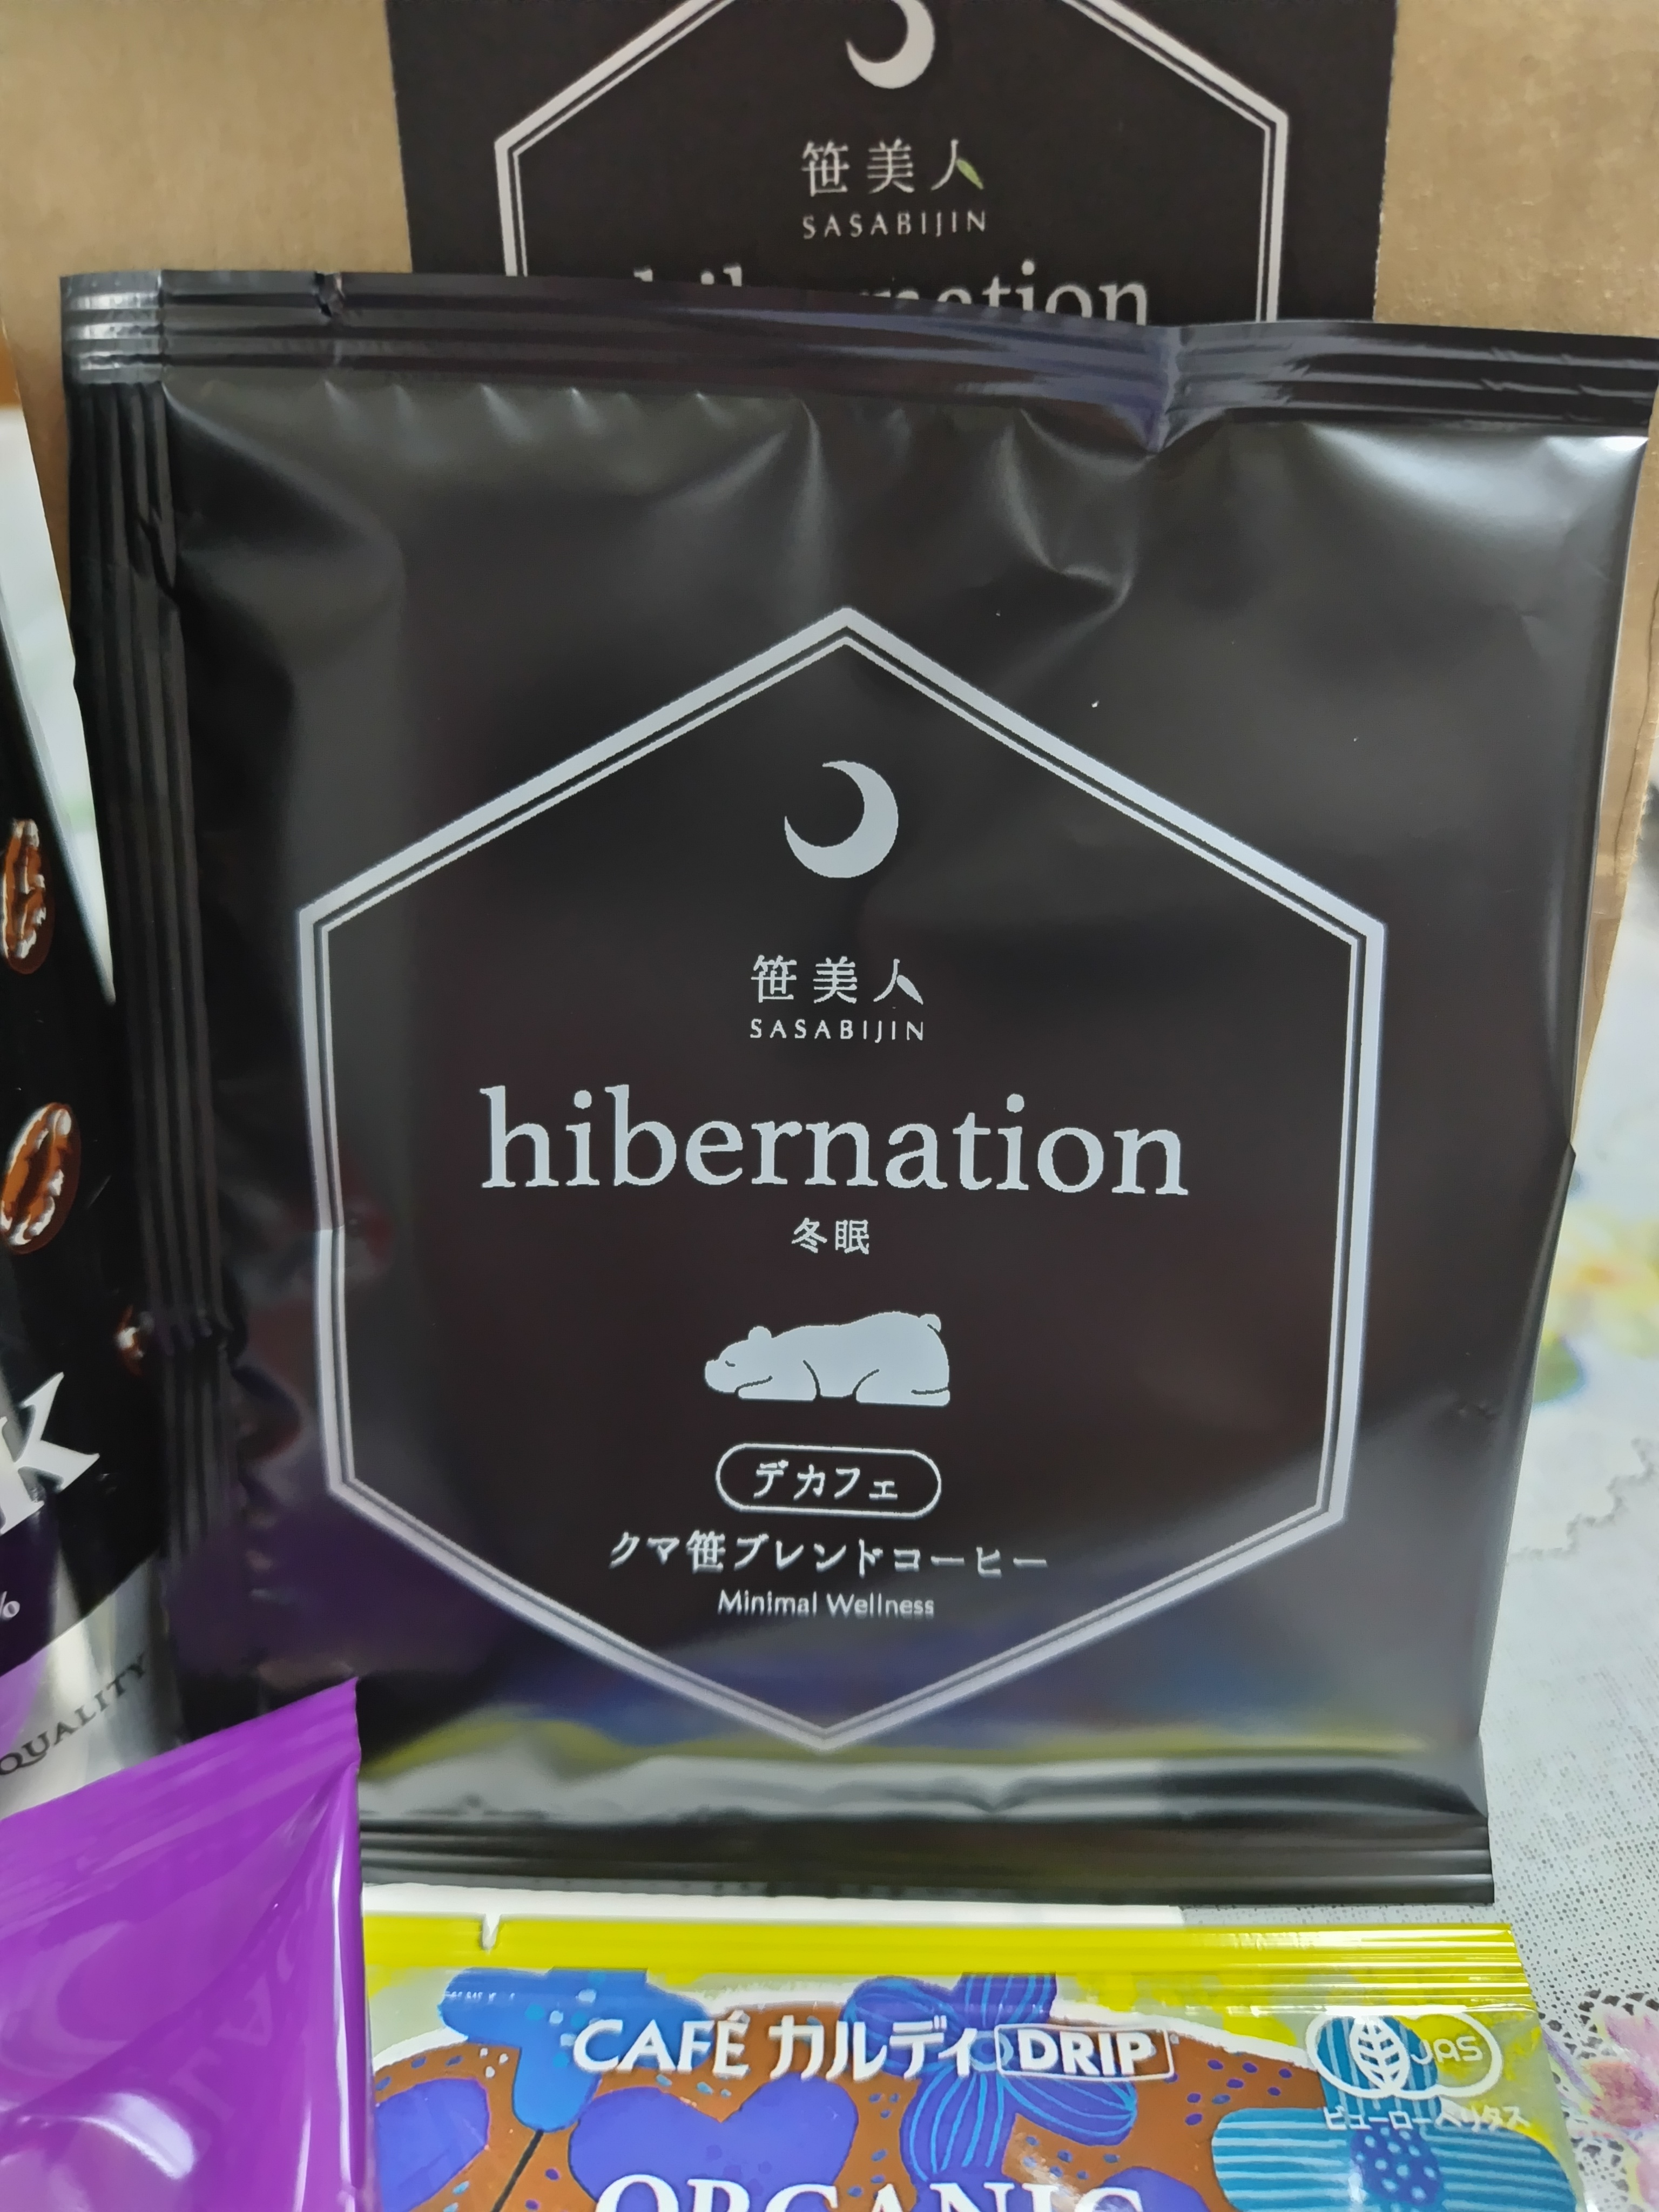 笹美人
SASABIJIN
笹美人
SASABIJIN
hibernation
冬眠
デカフェ
クマ笹ブレンドコーヒー
Minimal Wellness
K
%
QUALITY
CAFÉ カルディ DRIP
JAS
ビューローベリタス
ORGANIC